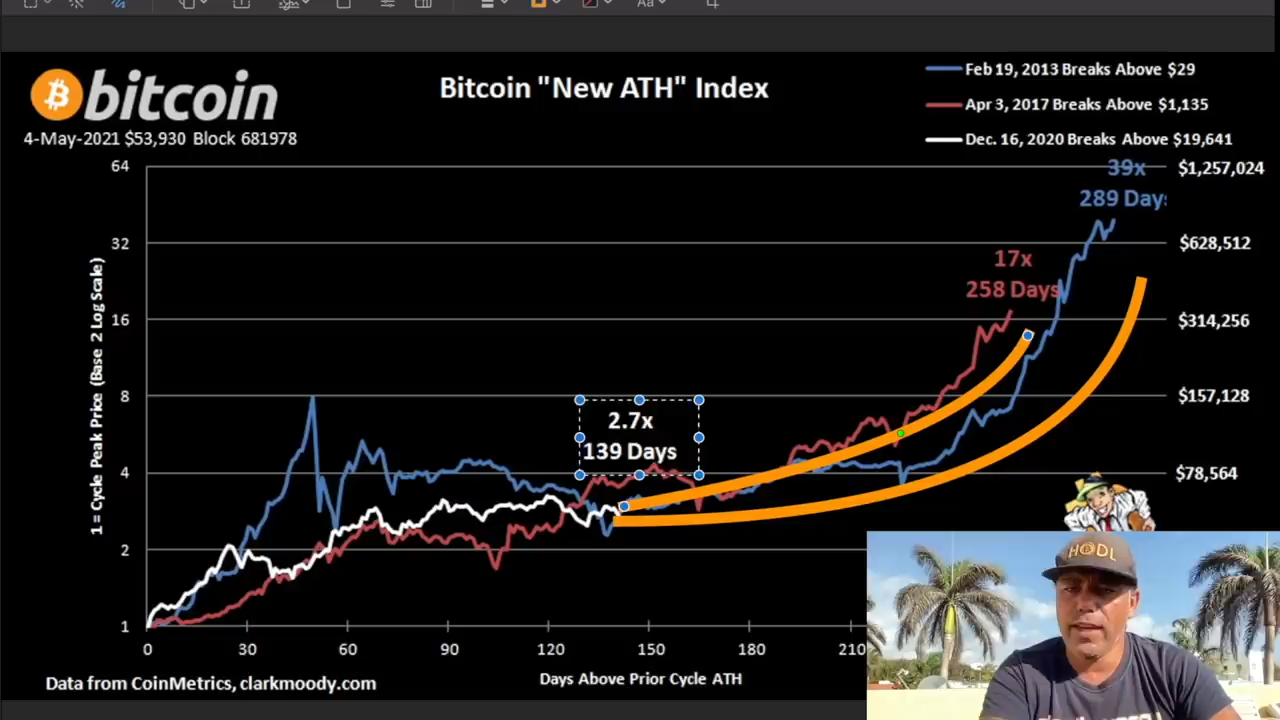 Aa
bitcoin
Bitcoin "New ATH" Index
4-May-2021 $53,930 Block 681978
Feb 19, 2013 Breaks Above $29
Apr 3, 2017 Breaks Above $1,135
Dec. 16, 2020 Breaks Above $19,641
39x
289 Days
17x
258 Days
2.7x
139 Days
1 = Cycle Peak Price (Base 2 Log Scale)
64
32
16
8
4
2
1
$1,257,024
$628,512
$314,256
$157,128
$78,564
0
30
60
90
120
150
180
210
Days Above Prior Cycle ATH
Data from CoinMetrics, clarkmoody.com
HODL